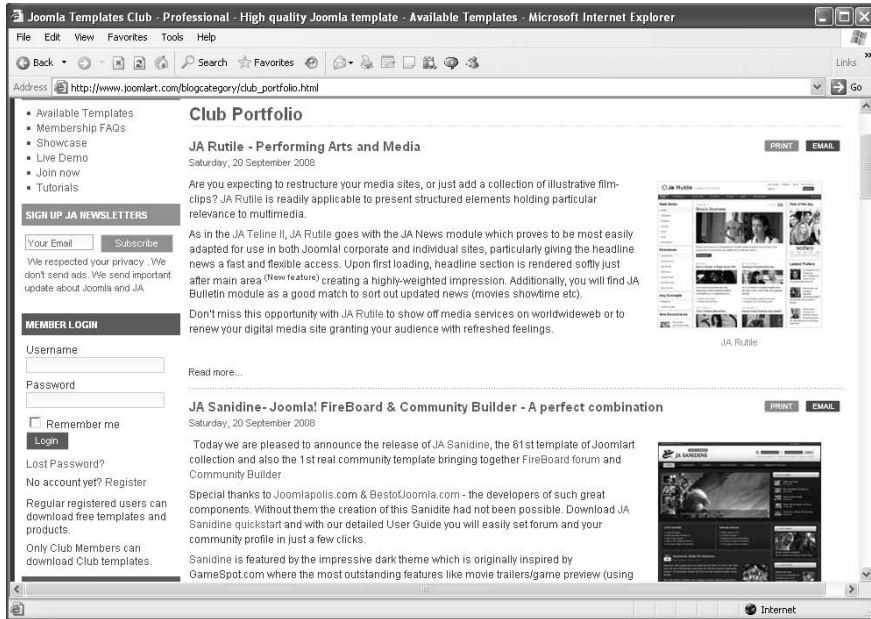 Joomla Templates Club - Professional - High quality Joomla template - Available Templates - Microsoft Internet Explorer
File Edit View Favorites Tools Help
Back Search Favorites Links
Address http://www.joomlart.com/blogcategory/club_portfolio.html Go
Available Templates
Membership FAQs
Showcase
Live Demo
Join now
Tutorials
SIGN UP JA NEWSLETTERS
Your Email Subscribe
We respected your privacy . We
don't send ads. We send important
update about Joomla and JA
MEMBER LOGIN
Username
Password
Remember me
Login
Lost Password?
No account yet? Register
Regular registered users can
download free templates and
products.
Only Club Members can
download Club templates.
Club Portfolio
JA Rutile - Performing Arts and Media PRINT EMAIL
Saturday, 20 September 2008
Are you expecting to restructure your media sites, or just add a collection of illustrative film-
clips? JA Rutile is readily applicable to present structured elements holding particular
relevance to multimedia.
As in the JA Teline II, JA Rutile goes with the JA News module which proves to be most easily
adapted for use in both Joomla! corporate and individual sites, particularly giving the headline
news a fast and flexible access. Upon first loading, headline section is rendered softly just
after main area (New feature) creating a highly-weighted impression. Additionally, you will find JA
Bulletin module as a good match to sort out updated news (movies showtime etc).
Don't miss this opportunity with JA Rutile to show off media services on worldwideweb or to
renew your digital media site granting your audience with refreshed feelings.
JA Rutile
JA Rutile
Read more...
JA Sanidine- Joomla! FireBoard & Community Builder - A perfect combination PRINT EMAIL
Saturday, 20 September 2008
Today we are pleased to announce the release of JA Sanidine, the 61st template of Joomlart
collection and also the 1st real community template bringing together FireBoard forum and
Community Builder
Special thanks to Joomlapolis.com & BestofJoomla.com - the developers of such great
components. Without them the creation of this Sanidite had not been possible. Download JA
Sanidine quickstart and with our detailed User Guide you will easily set forum and your
community profile in just a few clicks.
Sanidine is featured by the impressive dark theme which is originally inspired by
GameSpot.com where the most outstanding features like movie trailers/game preview (using
JA SANIDINE
Internet